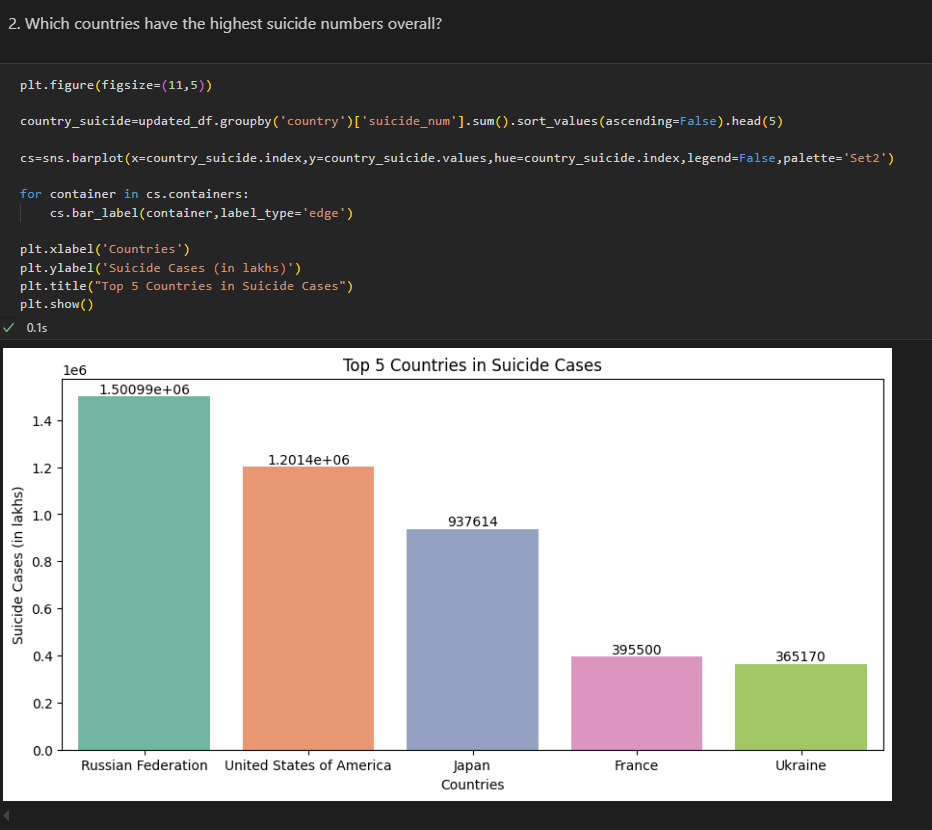 2. Which countries have the highest suicide numbers overall?
plt.figure(figsize=(11,5))
country_suicide=updated_df.groupby('country')['suicide_num'].sum().sort_values(ascending=False).head(5)
cs=sns.barplot(x=country_suicide.index,y=country_suicide.values,hue=country_suicide.index,legend=False,palette='Set2')
for container in cs.containers:
    cs.bar_label(container,label_type='edge')
plt.xlabel('Countries')
plt.ylabel('Suicide Cases (in lakhs)')
plt.title("Top 5 Countries in Suicide Cases")
plt.show()
0.1s
Top 5 Countries in Suicide Cases
1e6
1.50099e+06
1.4
1.2014e+06
1.2
937614
1.0
0.8
0.6
395500
365170
0.4
0.2
0.0
Suicide Cases (in lakhs)
Russian Federation United States of America Japan France Ukraine
Countries